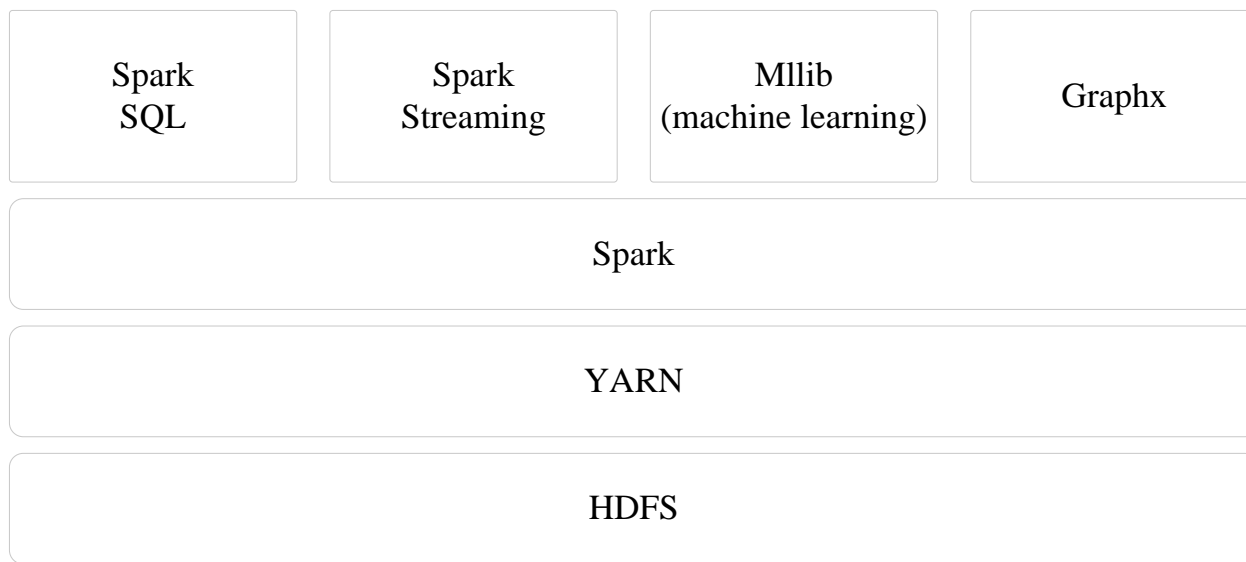 Spark
SQL
Spark
Streaming
Mllib
(machine learning)
Graphx
Spark
YARN
HDFS